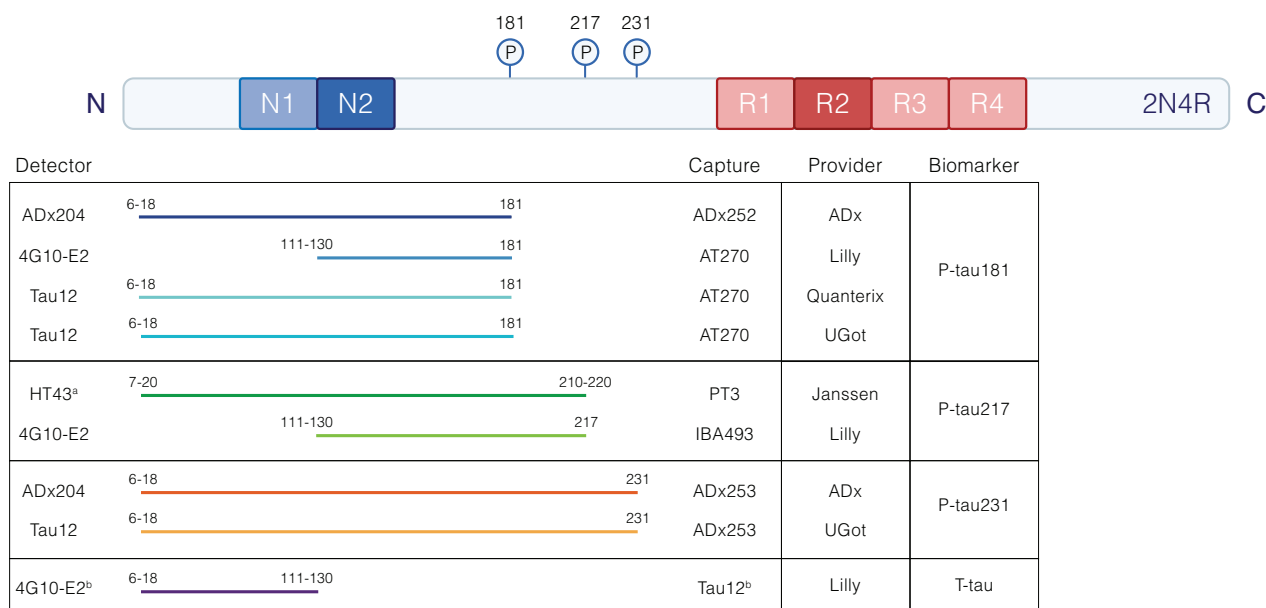 181 217 231
P P P
N N1 N2 R1 R2 R3 R4 2N4R C
Detector Capture Provider Biomarker
ADx204 6-18 181 ADx252 ADx
4G10-E2 111-130 181 AT270 Lilly
P-tau181
Tau12 6-18 181 AT270 Quanterix
Tau12 6-18 181 AT270 UGot
HT43ᵃ 7-20 210-220 PT3 Janssen
P-tau217
4G10-E2 111-130 217 IBA493 Lilly
ADx204 6-18 231 ADx253 ADx
P-tau231
Tau12 6-18 231 ADx253 UGot
4G10-E2ᵇ 6-18 111-130 Tau12ᵇ Lilly T-tau